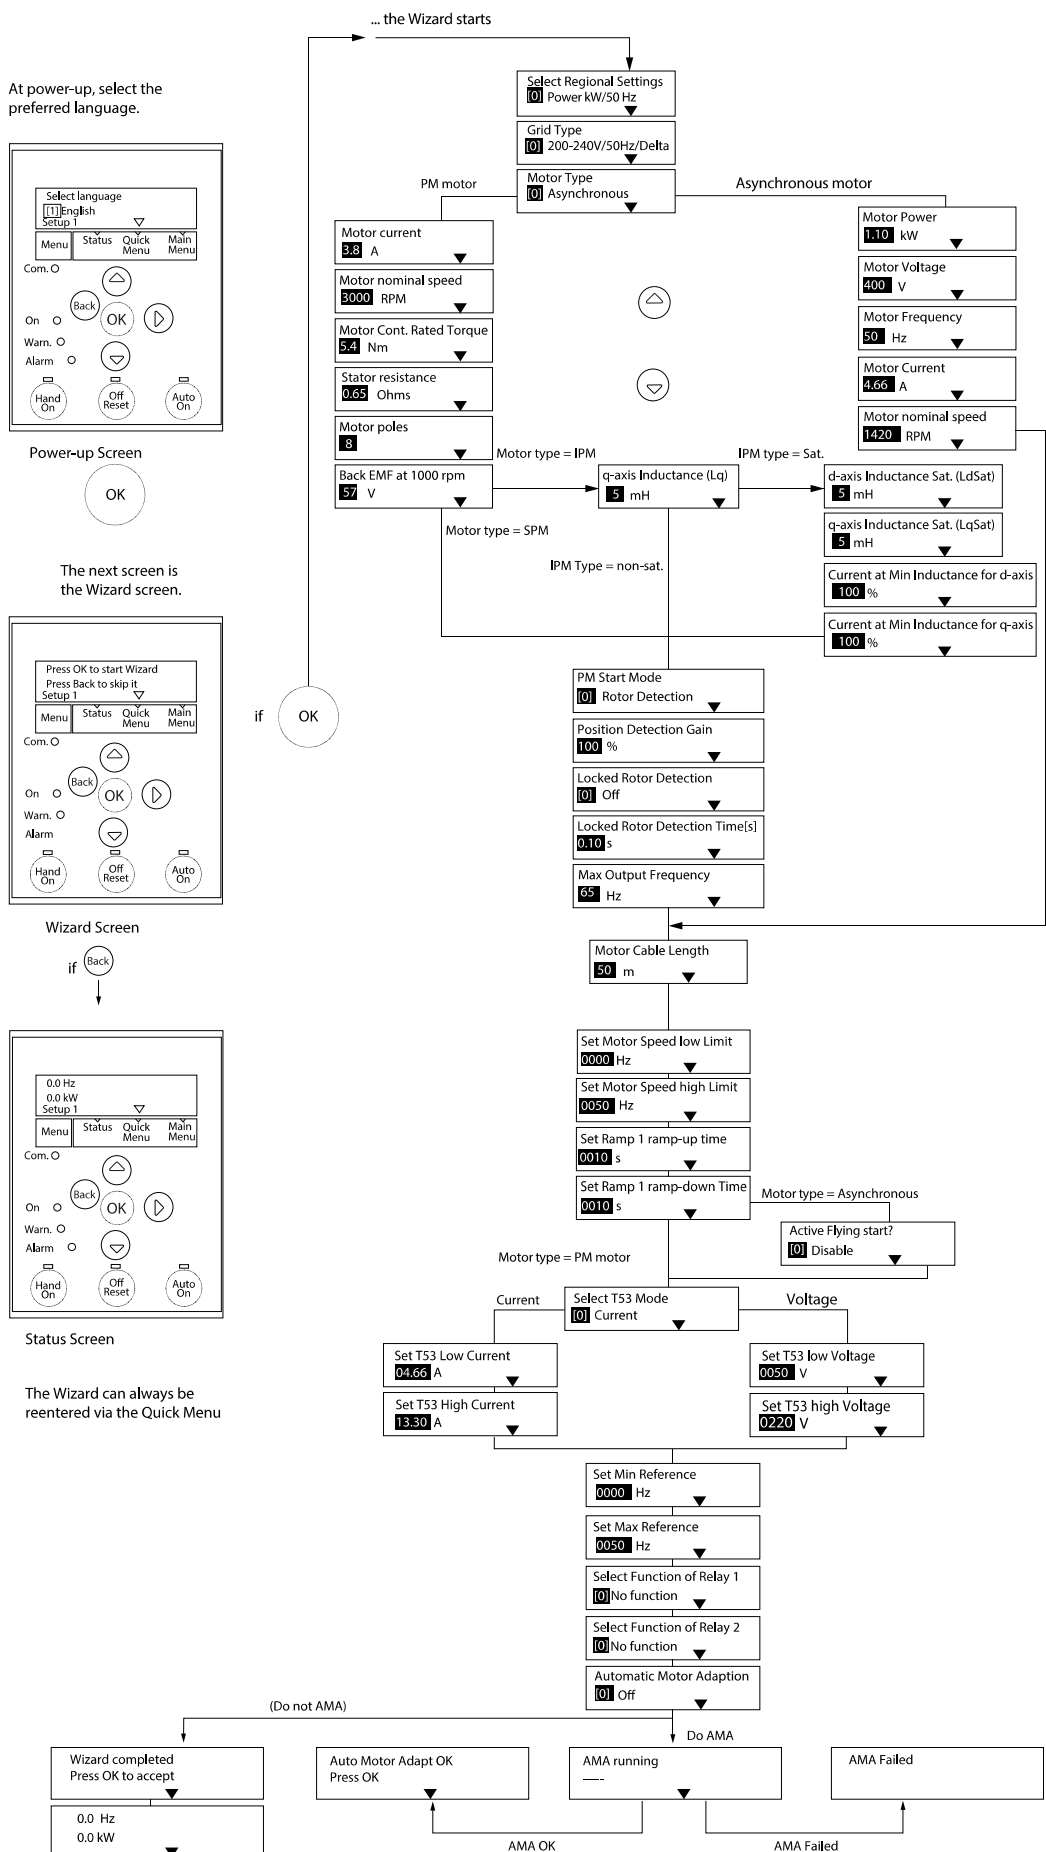 ... the Wizard starts
At power-up, select the
preferred language.
Select language
[1] English
Setup 1
Menu Status Quick Menu Main Menu
Com.
Back
OK
On
Warn.
Alarm
Hand On
Off Reset
Auto On
Power-up Screen
OK
The next screen is
the Wizard screen.
Press OK to start Wizard
Press Back to skip it
Setup 1
Menu Status Quick Menu Main Menu
Com.
Back
OK
On
Warn.
Alarm
Hand On
Off Reset
Auto On
Wizard Screen
if Back
if OK
0.0 Hz
0.0 kW
Setup 1
Menu Status Quick Menu Main Menu
Com.
Back
OK
On
Warn.
Alarm
Hand On
Off Reset
Auto On
Status Screen
The Wizard can always be
reentered via the Quick Menu
Select Regional Settings
[0] Power kW/50 Hz
Grid Type
[0] 200-240V/50Hz/Delta
Motor Type
[0] Asynchronous
PM motor
Asynchronous motor
Motor current
3.8 A
Motor nominal speed
3000 RPM
Motor Cont. Rated Torque
5.4 Nm
Stator resistance
0.65 Ohms
Motor poles
8
Back EMF at 1000 rpm
57 V
Motor Power
1.10 kW
Motor Voltage
400 V
Motor Frequency
50 Hz
Motor Current
4.66 A
Motor nominal speed
1420 RPM
Motor type = IPM
Motor type = SPM
q-axis Inductance (Lq)
5 mH
IPM type = Sat.
IPM Type = non-sat.
d-axis Inductance Sat. (LdSat)
5 mH
q-axis Inductance Sat. (LqSat)
5 mH
Current at Min Inductance for d-axis
100 %
Current at Min Inductance for q-axis
100 %
PM Start Mode
[0] Rotor Detection
Position Detection Gain
100 %
Locked Rotor Detection
[0] Off
Locked Rotor Detection Time[s]
0.10 s
Max Output Frequency
65 Hz
Motor Cable Length
50 m
Set Motor Speed low Limit
0000 Hz
Set Motor Speed high Limit
0050 Hz
Set Ramp 1 ramp-up time
0010 s
Set Ramp 1 ramp-down Time
0010 s
Motor type = Asynchronous
Active Flying start?
[0] Disable
Motor type = PM motor
Select T53 Mode
[0] Current
Current
Voltage
Set T53 Low Current
04.66 A
Set T53 High Current
13.30 A
Set T53 low Voltage
0050 V
Set T53 high Voltage
0220 V
Set Min Reference
0000 Hz
Set Max Reference
0050 Hz
Select Function of Relay 1
[0] No function
Select Function of Relay 2
[0] No function
Automatic Motor Adaption
[0] Off
(Do not AMA)
Do AMA
Wizard completed
Press OK to accept
0.0 Hz
0.0 kW
Auto Motor Adapt OK
Press OK
AMA running
-----
AMA Failed
AMA OK
AMA Failed